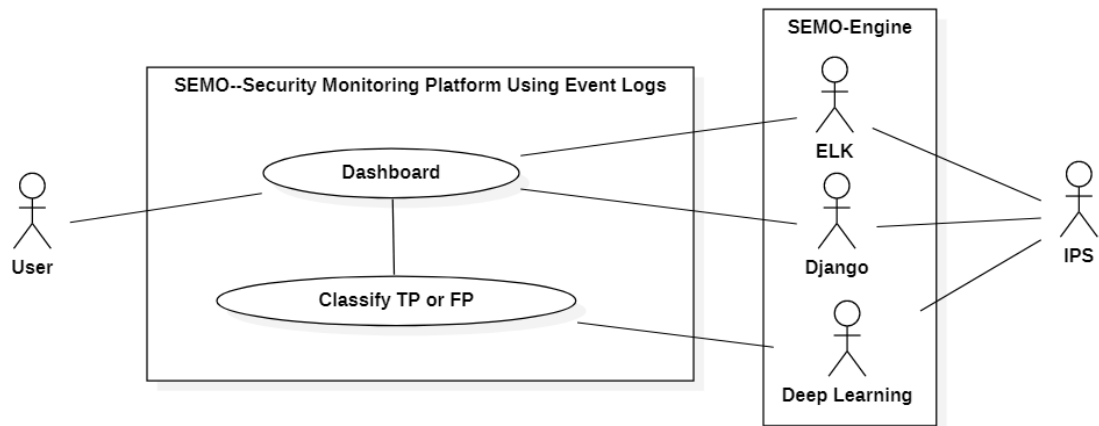 SEMO-Engine
SEMO--Security Monitoring Platform Using Event Logs
ELK
Dashboard
User
Django
IPS
Classify TP or FP
Deep Learning